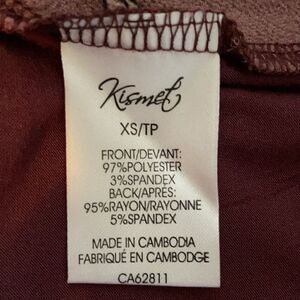 Kismet
XS/TP
FRONT/DEVANT:
97%POLYESTER
3%SPANDEX
BACK/APRÈS:
95%RAYON/RAYONNE
5%SPANDEX
MADE IN CAMBODIA
FABRIQUÉ EN CAMBODGE
CA62811